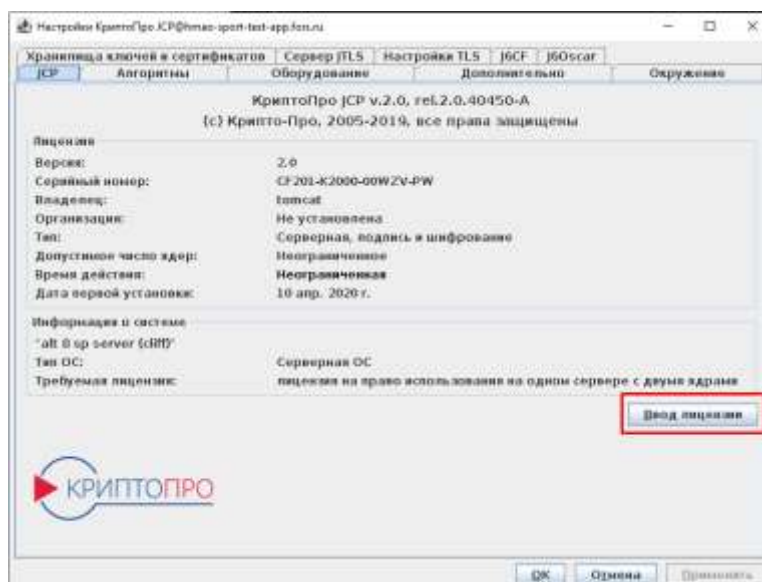 Настройки КриптоПро JCP@hmao-sport-test-app.fors.ru
Хранилища ключей и сертификатов Сервер JTLS Настройки TLS J6CF J6Oscar
JCP Алгоритмы Оборудование Дополнительно Окружение
КриптоПро JCP v.2.0, rel.2.0.40450-A
(c) Крипто-Про, 2005-2019, все права защищены
Лицензия
Версия: 2.0
Серийный номер: CF201-K2000-00WZV-PW
Владелец: tomcat
Организация: Не установлена
Тип: Серверная, подпись и шифрование
Допустимое число ядер: Неограниченное
Время действия: Неограниченная
Дата первой установки: 10 апр. 2020 г.
Информация о системе
"alt 8 sp server (cliff)"
Тип ОС: Серверная ОС
Требуемая лицензия: лицензия на право использования на одном сервере с двумя ядрами
Ввод лицензии
КРИПТОПРО
OK Отмена Применить